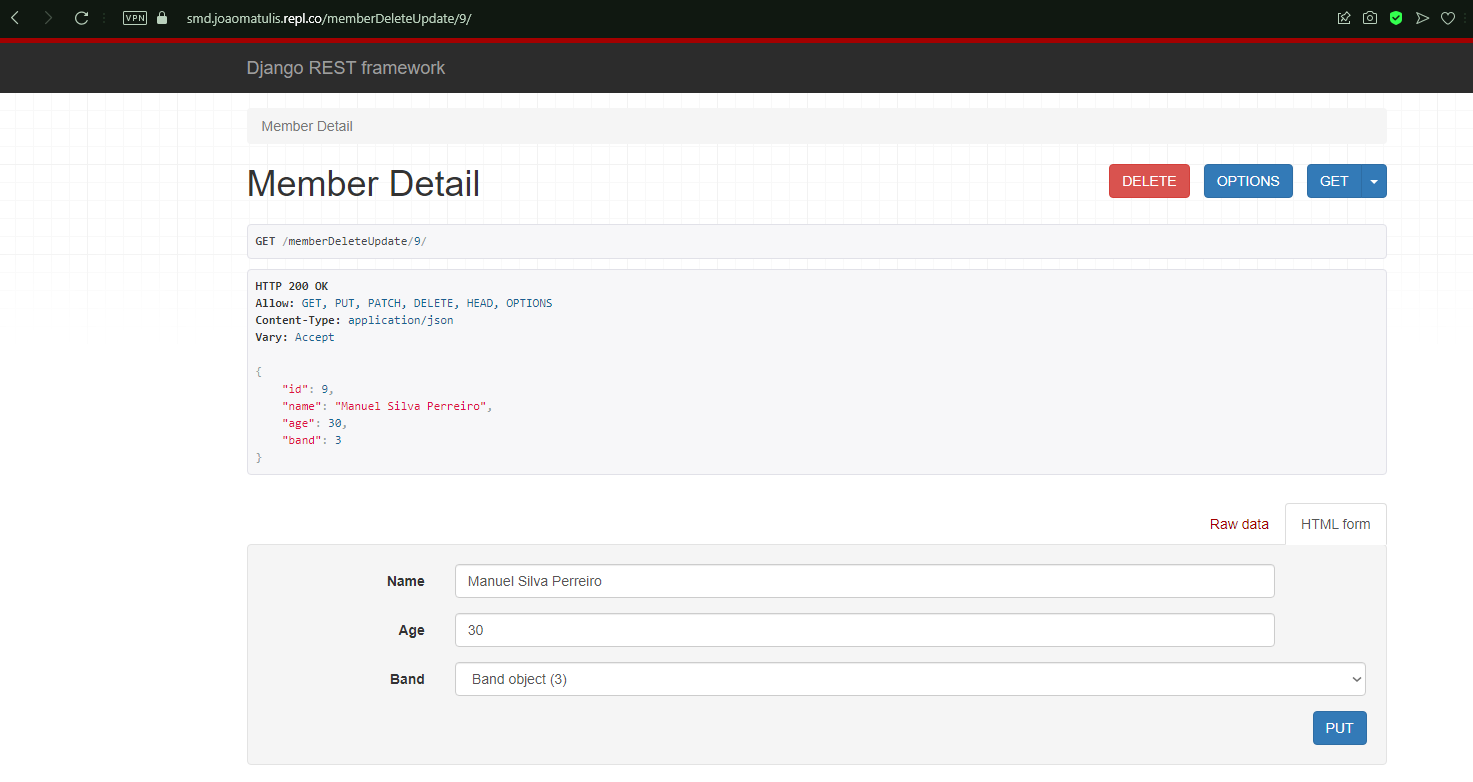 VPN smd.joaomatulis.repl.co/memberDeleteUpdate/9/
Django REST framework
Member Detail
Member Detail
DELETE OPTIONS GET
GET /memberDeleteUpdate/9/
HTTP 200 OK
Allow: GET, PUT, PATCH, DELETE, HEAD, OPTIONS
Content-Type: application/json
Vary: Accept
{
"id": 9,
"name": "Manuel Silva Perreiro",
"age": 30,
"band": 3
}
Raw data HTML form
Name Manuel Silva Perreiro
Age 30
Band Band object (3)
PUT